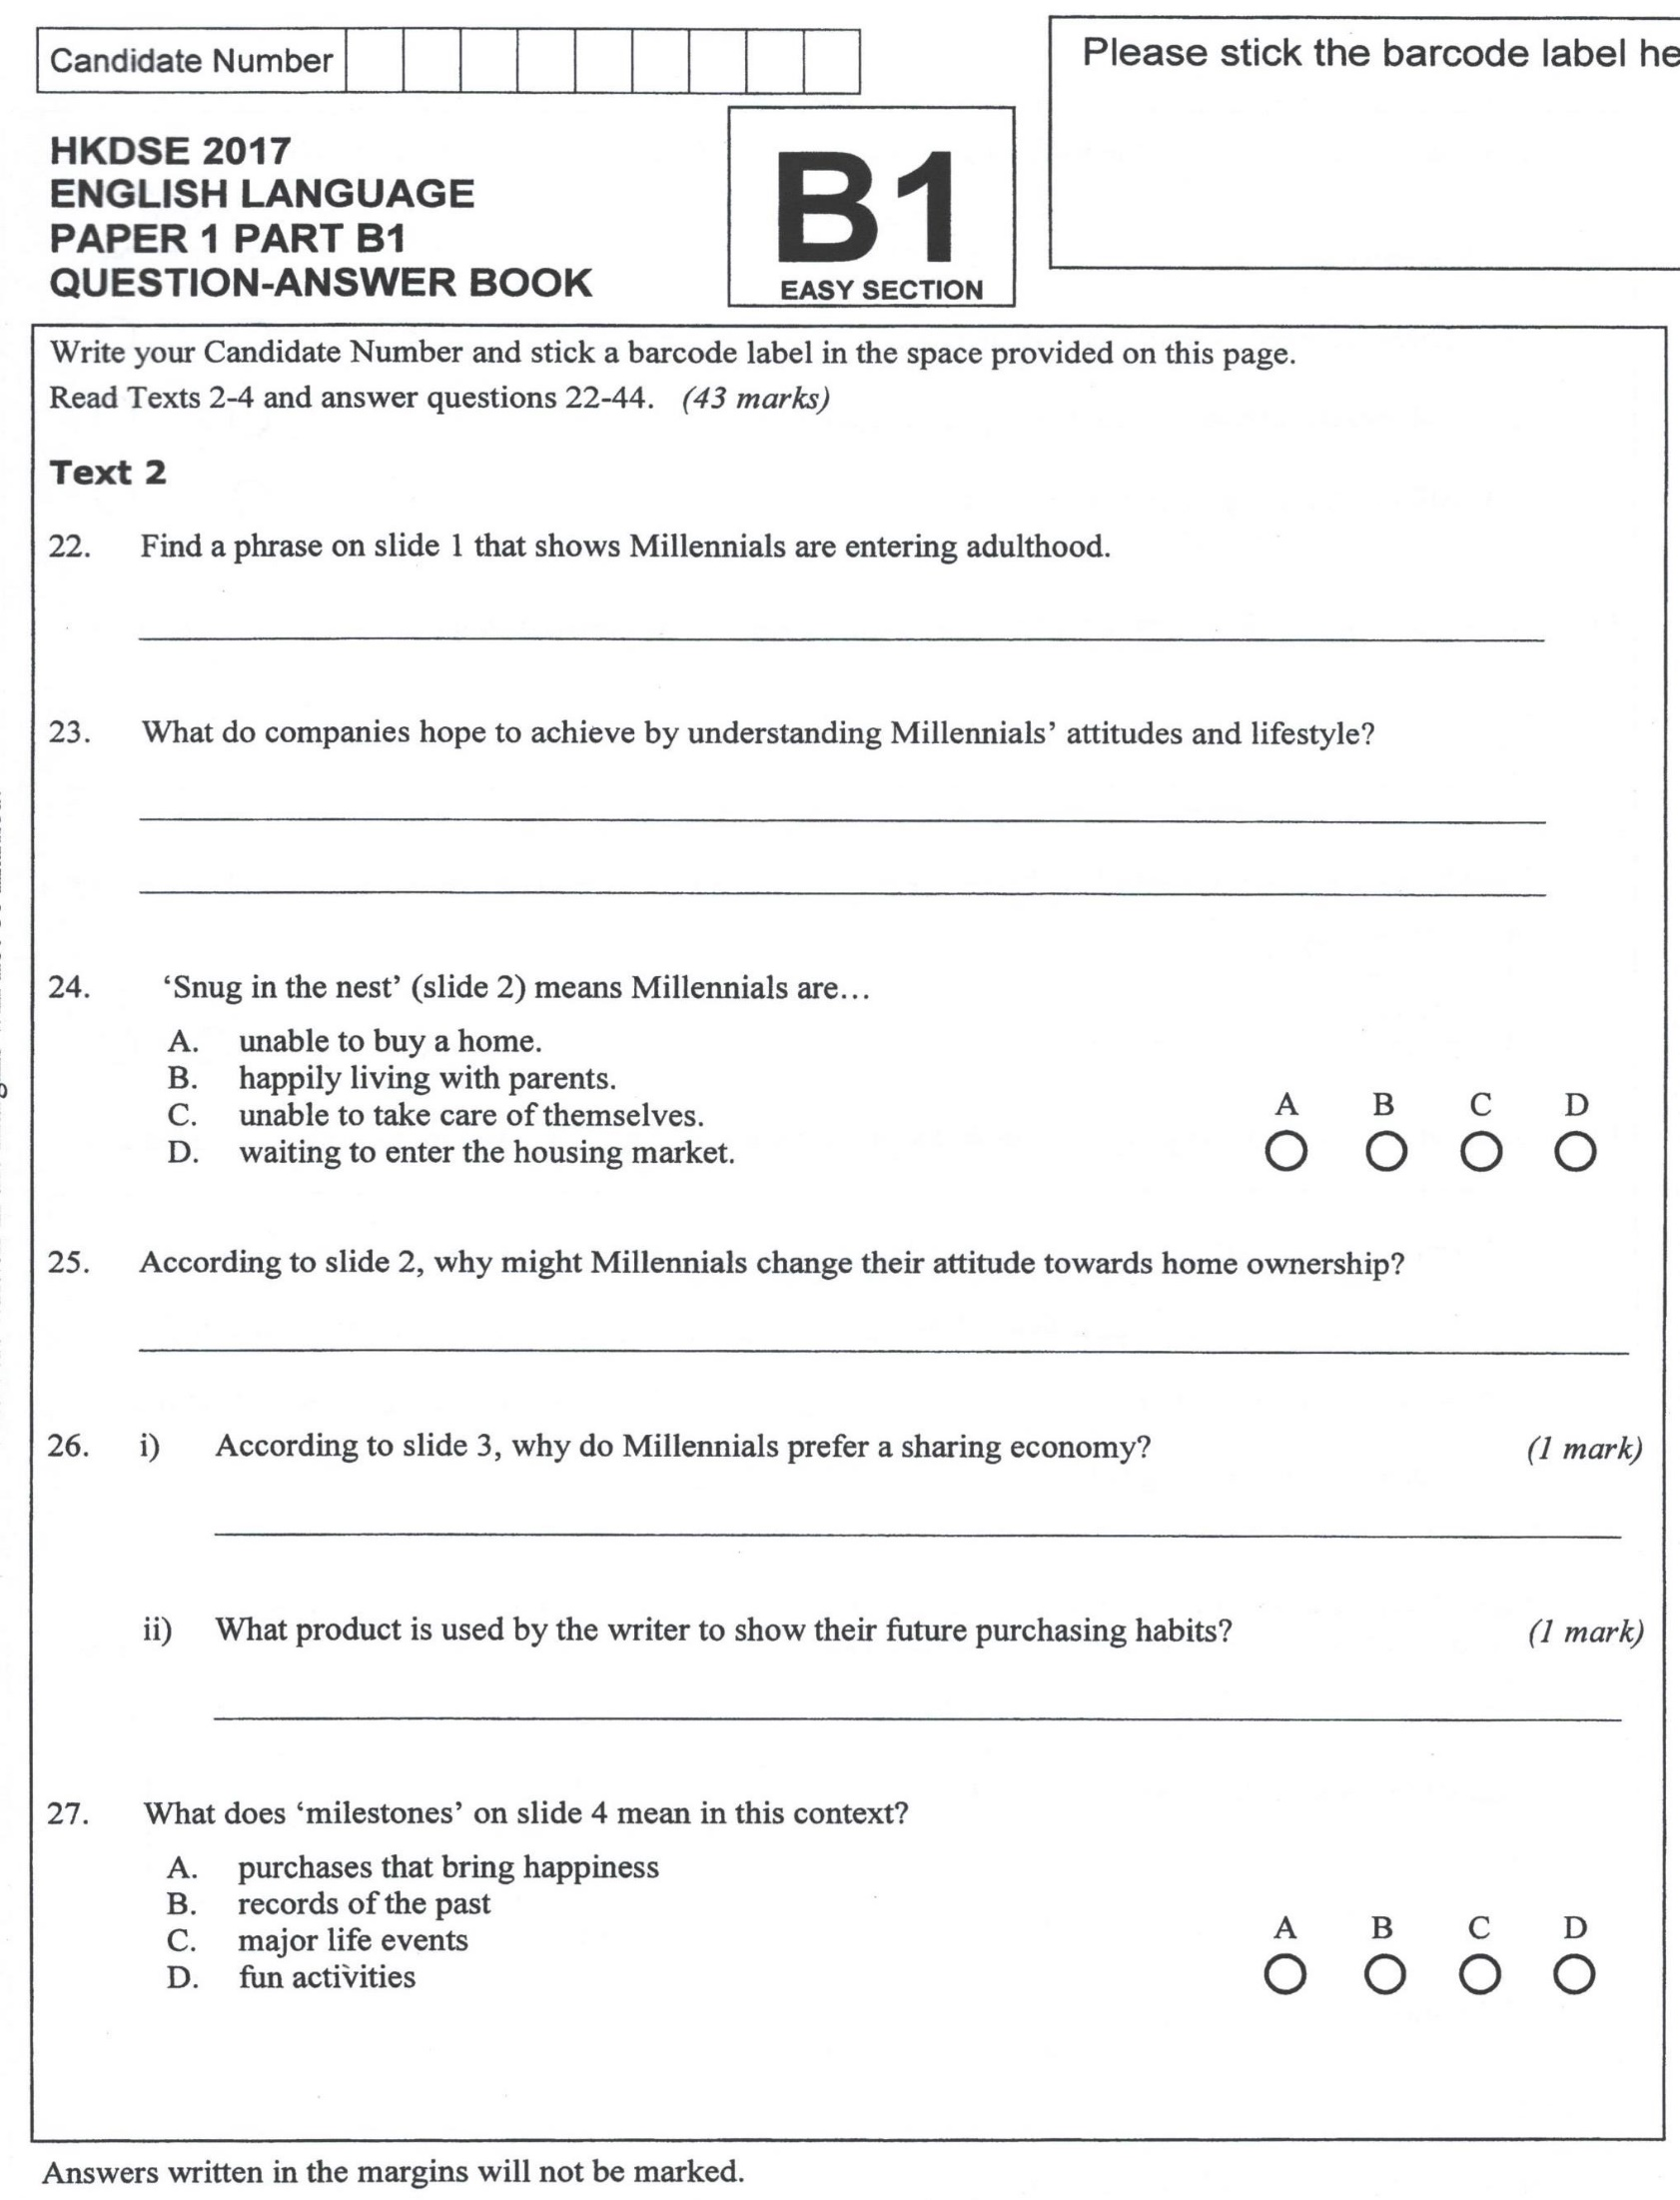 Candidate Number
Please stick the barcode label he
HKDSE 2017
ENGLISH LANGUAGE
PAPER 1 PART B1
QUESTION-ANSWER BOOK
B1
EASY SECTION
Write your Candidate Number and stick a barcode label in the space provided on this page.
Read Texts 2-4 and answer questions 22-44. (43 marks)
Text 2
22. Find a phrase on slide 1 that shows Millennials are entering adulthood.
23. What do companies hope to achieve by understanding Millennials’ attitudes and lifestyle?
24. ‘Snug in the nest’ (slide 2) means Millennials are…
A. unable to buy a home.
B. happily living with parents.
C. unable to take care of themselves.
D. waiting to enter the housing market.
A B C D
25. According to slide 2, why might Millennials change their attitude towards home ownership?
26. i) According to slide 3, why do Millennials prefer a sharing economy? (1 mark)
ii) What product is used by the writer to show their future purchasing habits? (1 mark)
27. What does ‘milestones’ on slide 4 mean in this context?
A. purchases that bring happiness
B. records of the past
C. major life events
D. fun activities
A B C D
Answers written in the margins will not be marked.